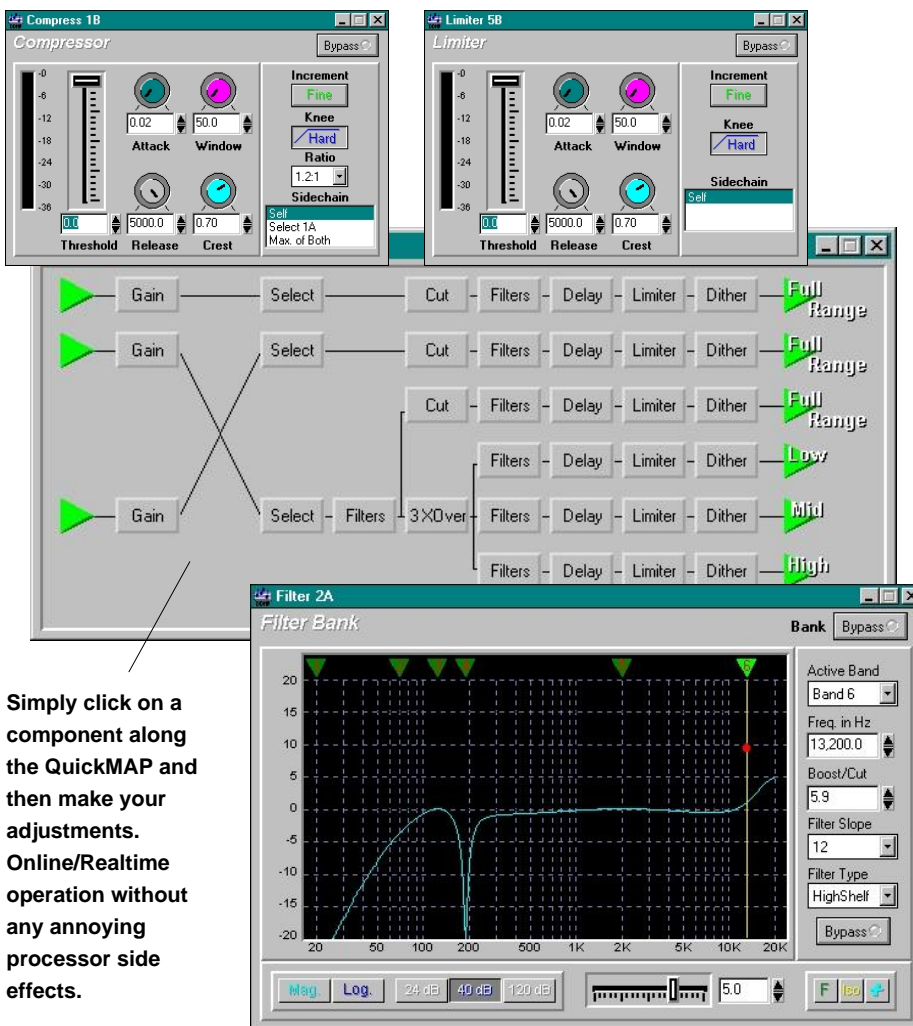 Compress 1B
Compressor
Bypass
-0
-6
-12
-18
-24
-30
-36
0.02
50.0
Attack
Window
5000.0
0.70
0.0
Threshold
Release
Crest
Increment
Fine
Knee
Hard
Ratio
1.2:1
Sidechain
Self
Select 1A
Max. of Both
Limiter 5B
Limiter
Bypass
-0
-6
-12
-18
-24
-30
-36
0.02
50.0
Attack
Window
5000.0
0.70
0.0
Threshold
Release
Crest
Increment
Fine
Knee
Hard
Sidechain
Self
Gain Select Cut Filters Delay Limiter Dither Full Range
Gain Select Cut Filters Delay Limiter Dither Full Range
Cut Filters Delay Limiter Dither Full Range
Filters Delay Limiter Dither Low
Gain Select Filters 3XOver Filters Delay Limiter Dither Mid
Filters Delay Limiter Dither High
Simply click on a
component along
the QuickMAP and
then make your
adjustments.
Online/Realtime
operation without
any annoying
processor side
effects.
Filter 2A
Filter Bank
Bank Bypass
6
20
15
10
5
0
-5
-10
-15
-20
20 50 100 200 500 1K 2K 5K 10K 20K
Active Band
Band 6
Freq. in Hz
13,200.0
Boost/Cut
5.9
Filter Slope
12
Filter Type
HighShelf
Bypass
Mag. Log. 24 dB 40 dB 120 dB 5.0 F Iso +